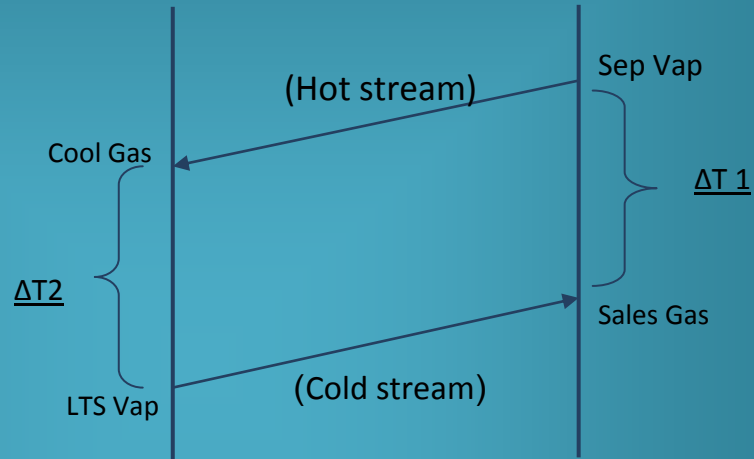 Sep Vap
(Hot stream)
Cool Gas
ΔT 1
ΔT2
Sales Gas
(Cold stream)
LTS Vap